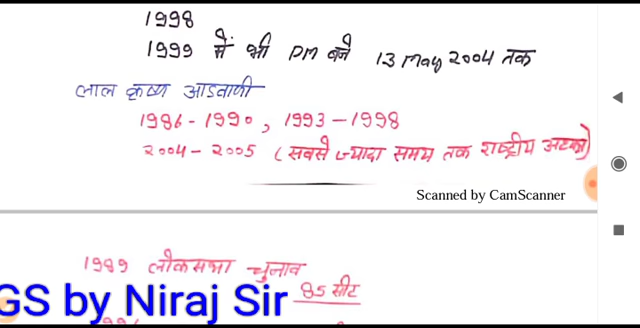 1998
1999 में भी PM बने 13 May 2004 तक
लाल कृष्ण आडवाणी
1986 - 1990, 1993 - 1998
2004 - 2005 (सबसे ज्यादा समय तक राष्ट्रीय अध्यक्ष)
Scanned by CamScanner
1989 लोकसभा चुनाव
85 सीट
GS by Niraj Sir